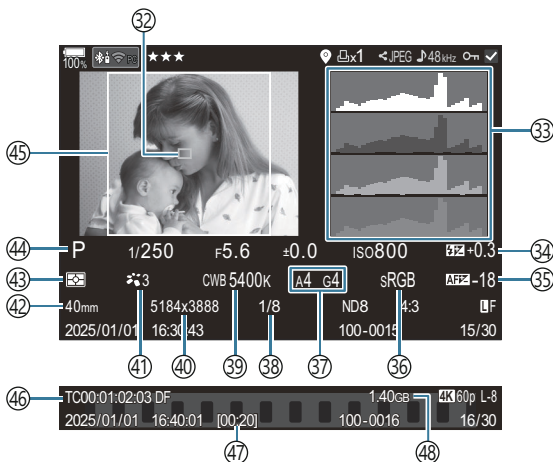 ㉜
100% PC ★★★ x1 JPEG 48kHz
㉝
㊺
㊹ P 1/250 F5.6 ±0.0 ISO800 +0.3 ㉞
㊸ 3 CWB 5400K A4 G4 sRGB AFZ -18 ㉟
㊷ 40mm 5184x3888 1/8 ND8 4:3 LF
2025/01/01 16:30:43 100-0015 15/30
㊶ ㊵ ㊴ ㊳ ㊲ ㊱
㊻ TC00:01:02:03 DF 1.40GB 4K 60p L-8
2025/01/01 16:40:01 [00:20] 100-0016 16/30
㊼ ㊽